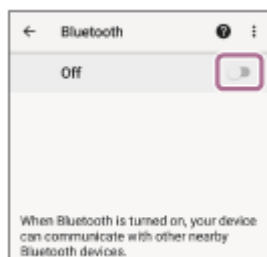 Bluetooth
Off
When Bluetooth is turned on, your device
can communicate with other nearby
Bluetooth devices.